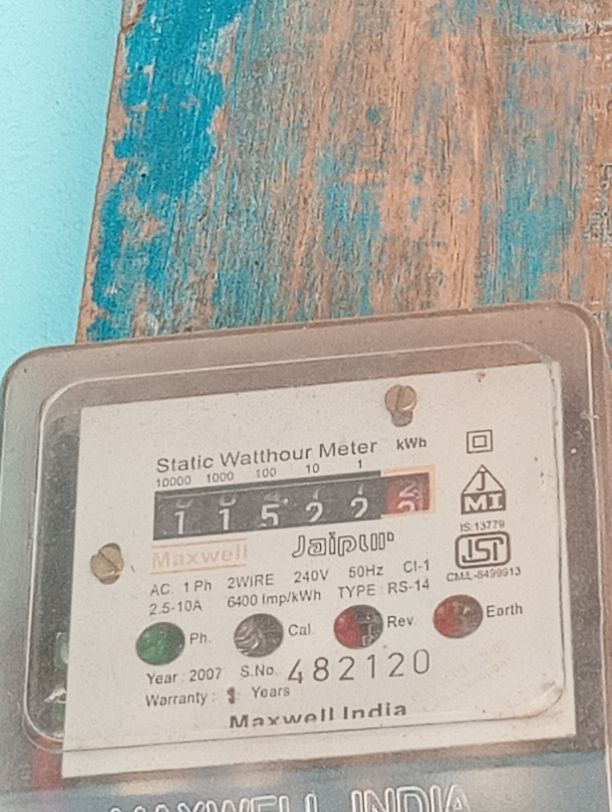 Static Watthour Meter kWh
10000 1000 100 10 1
1 1 5 2 2
J
MI
IS:13779
Maxwell Jaipur
ISI
CM/L-8499913
AC 1 Ph 2WIRE 240V 50Hz Cl-1
2.5-10A 6400 Imp/kWh TYPE: RS-14
Ph. Cal. Rev. Earth
Year : 2007 S.No. 482120
Warranty : 1 Years
Maxwell India
MAXWELL INDIA